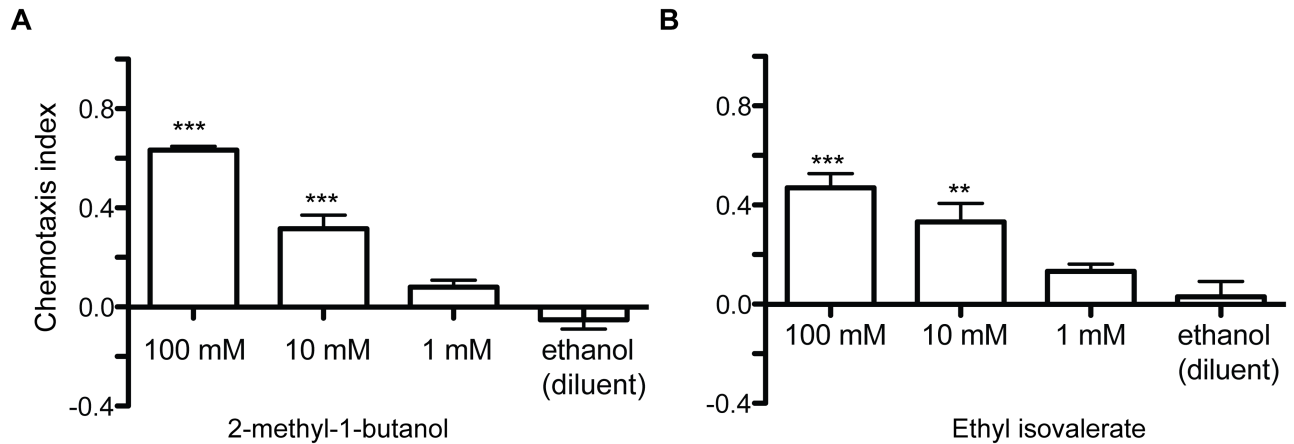 A
Chemotaxis index
0.8
0.4
0.0
-0.4
***
***
100 mM
10 mM
1 mM
ethanol
(diluent)
2-methyl-1-butanol
B
0.8
0.4
0.0
-0.4
***
**
100 mM
10 mM
1 mM
ethanol
(diluent)
Ethyl isovalerate